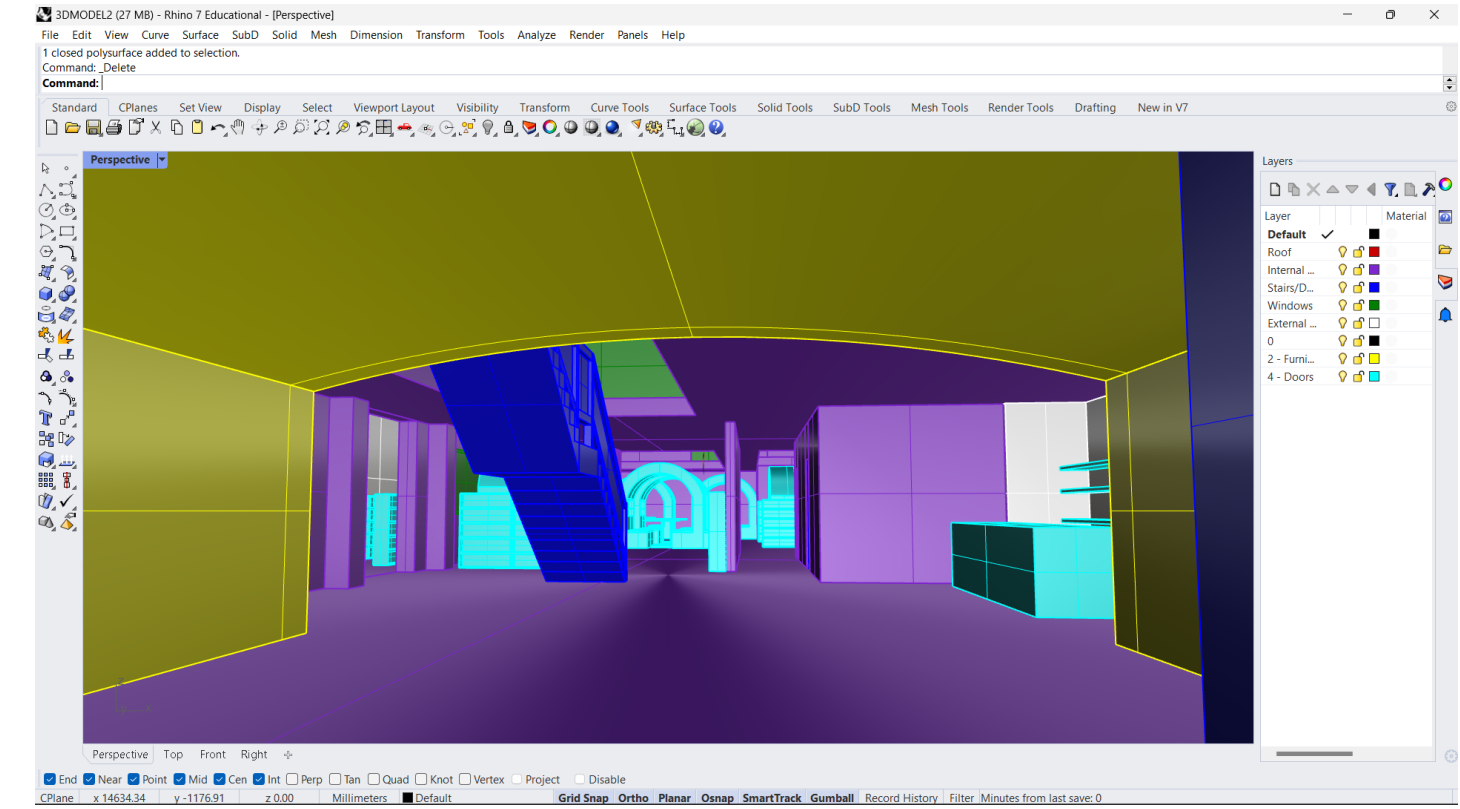 3DMODEL2 (27 MB) - Rhino 7 Educational - [Perspective]
File Edit View Curve Surface SubD Solid Mesh Dimension Transform Tools Analyze Render Panels Help
1 closed polysurface added to selection.
Command: _Delete
Command:
Standard CPlanes Set View Display Select Viewport Layout Visibility Transform Curve Tools Surface Tools Solid Tools SubD Tools Mesh Tools Render Tools Drafting New in V7
Perspective
Layers
Layer Material
Default
Roof
Internal ...
Stairs/D...
Windows
External ...
0
2 - Furni...
4 - Doors
Perspective Top Front Right
End Near Point Mid Cen Int Perp Tan Quad Knot Vertex Project Disable
CPlane x 14634.34 y -1176.91 z 0.00 Millimeters Default Grid Snap Ortho Planar Osnap SmartTrack Gumball Record History Filter Minutes from last save: 0